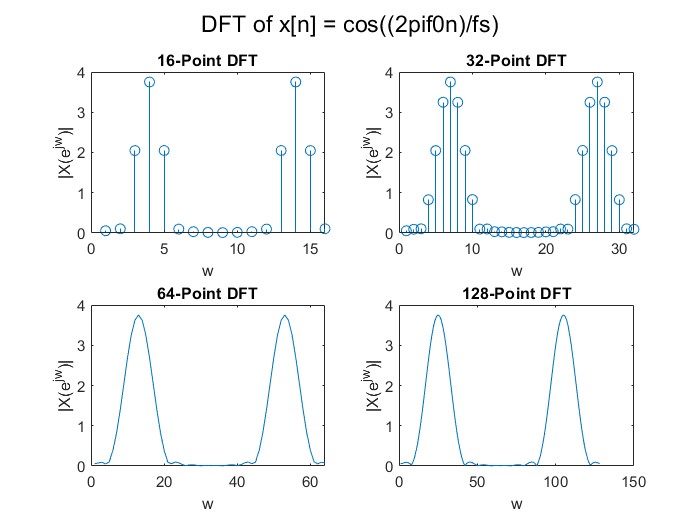 DFT of x[n] = cos((2pif0n)/fs)
16-Point DFT
|X(e^jw)|
4
3
2
1
0
0 5 10 15
w
32-Point DFT
|X(e^jw)|
4
3
2
1
0
0 10 20 30
w
64-Point DFT
|X(e^jw)|
4
3
2
1
0
0 20 40 60
w
128-Point DFT
|X(e^jw)|
4
3
2
1
0
0 50 100 150
w